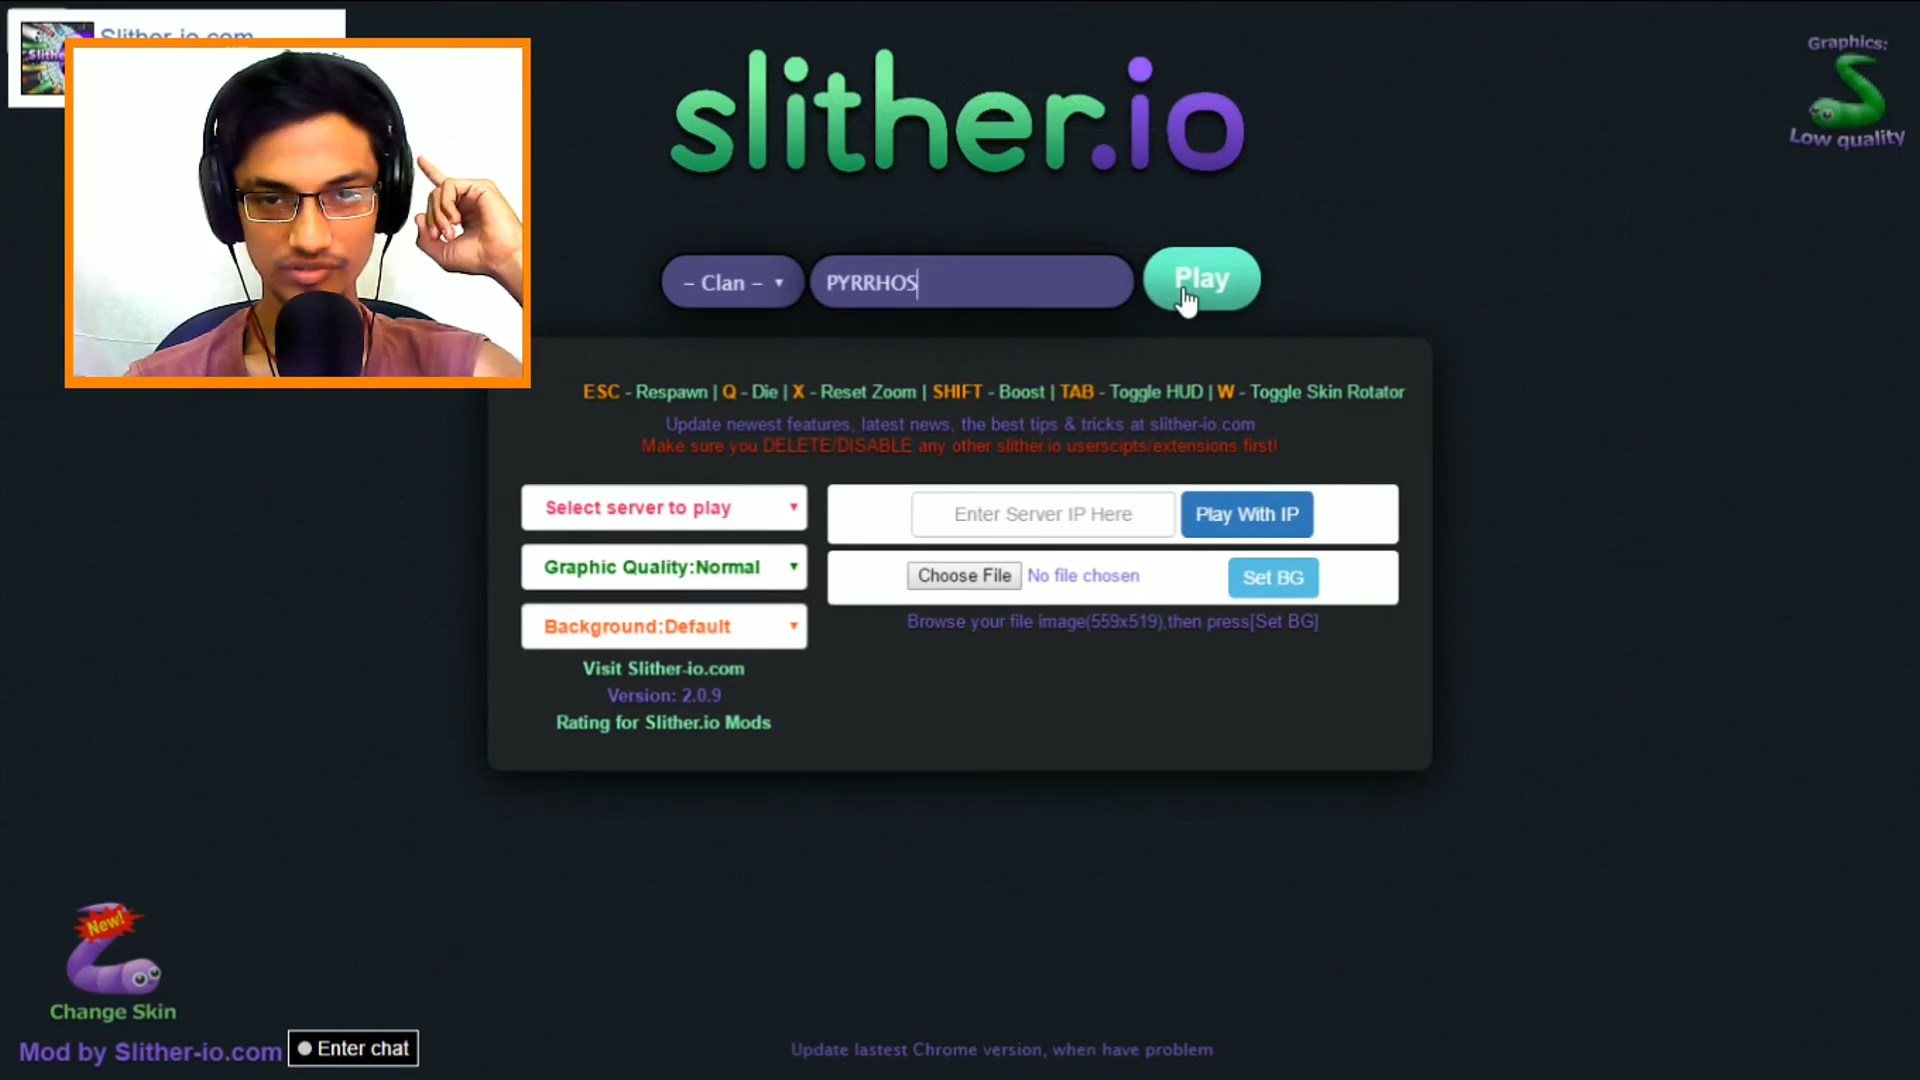 Slither-io.com
Slith
slither.io
Graphics:
Low quality
- Clan -
PYRRHOS
Play
ESC - Respawn | Q - Die | X - Reset Zoom | SHIFT - Boost | TAB - Toggle HUD | W - Toggle Skin Rotator
Update newest features, latest news, the best tips & tricks at slither-io.com
Make sure you DELETE/DISABLE any other slither.io userscipts/extensions first!
Select server to play
Enter Server IP Here
Play With IP
Graphic Quality:Normal
Choose File
No file chosen
Set BG
Background:Default
Browse your file image(559x519),then press[Set BG]
Visit Slither-io.com
Version: 2.0.9
Rating for Slither.io Mods
New!
Change Skin
Mod by Slither-io.com
Enter chat
Update lastest Chrome version, when have problem